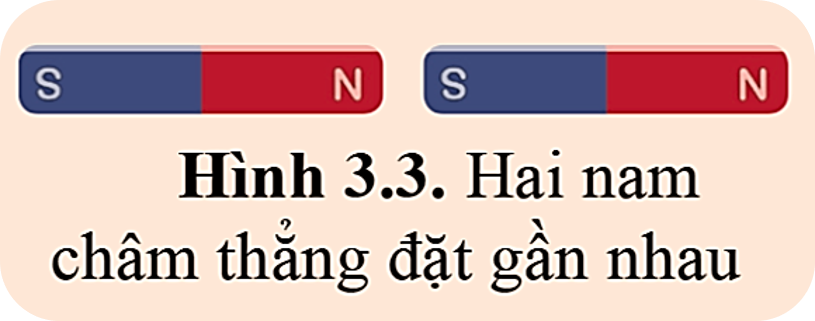 S N S N
Hình 3.3. Hai nam
châm thẳng đặt gần nhau